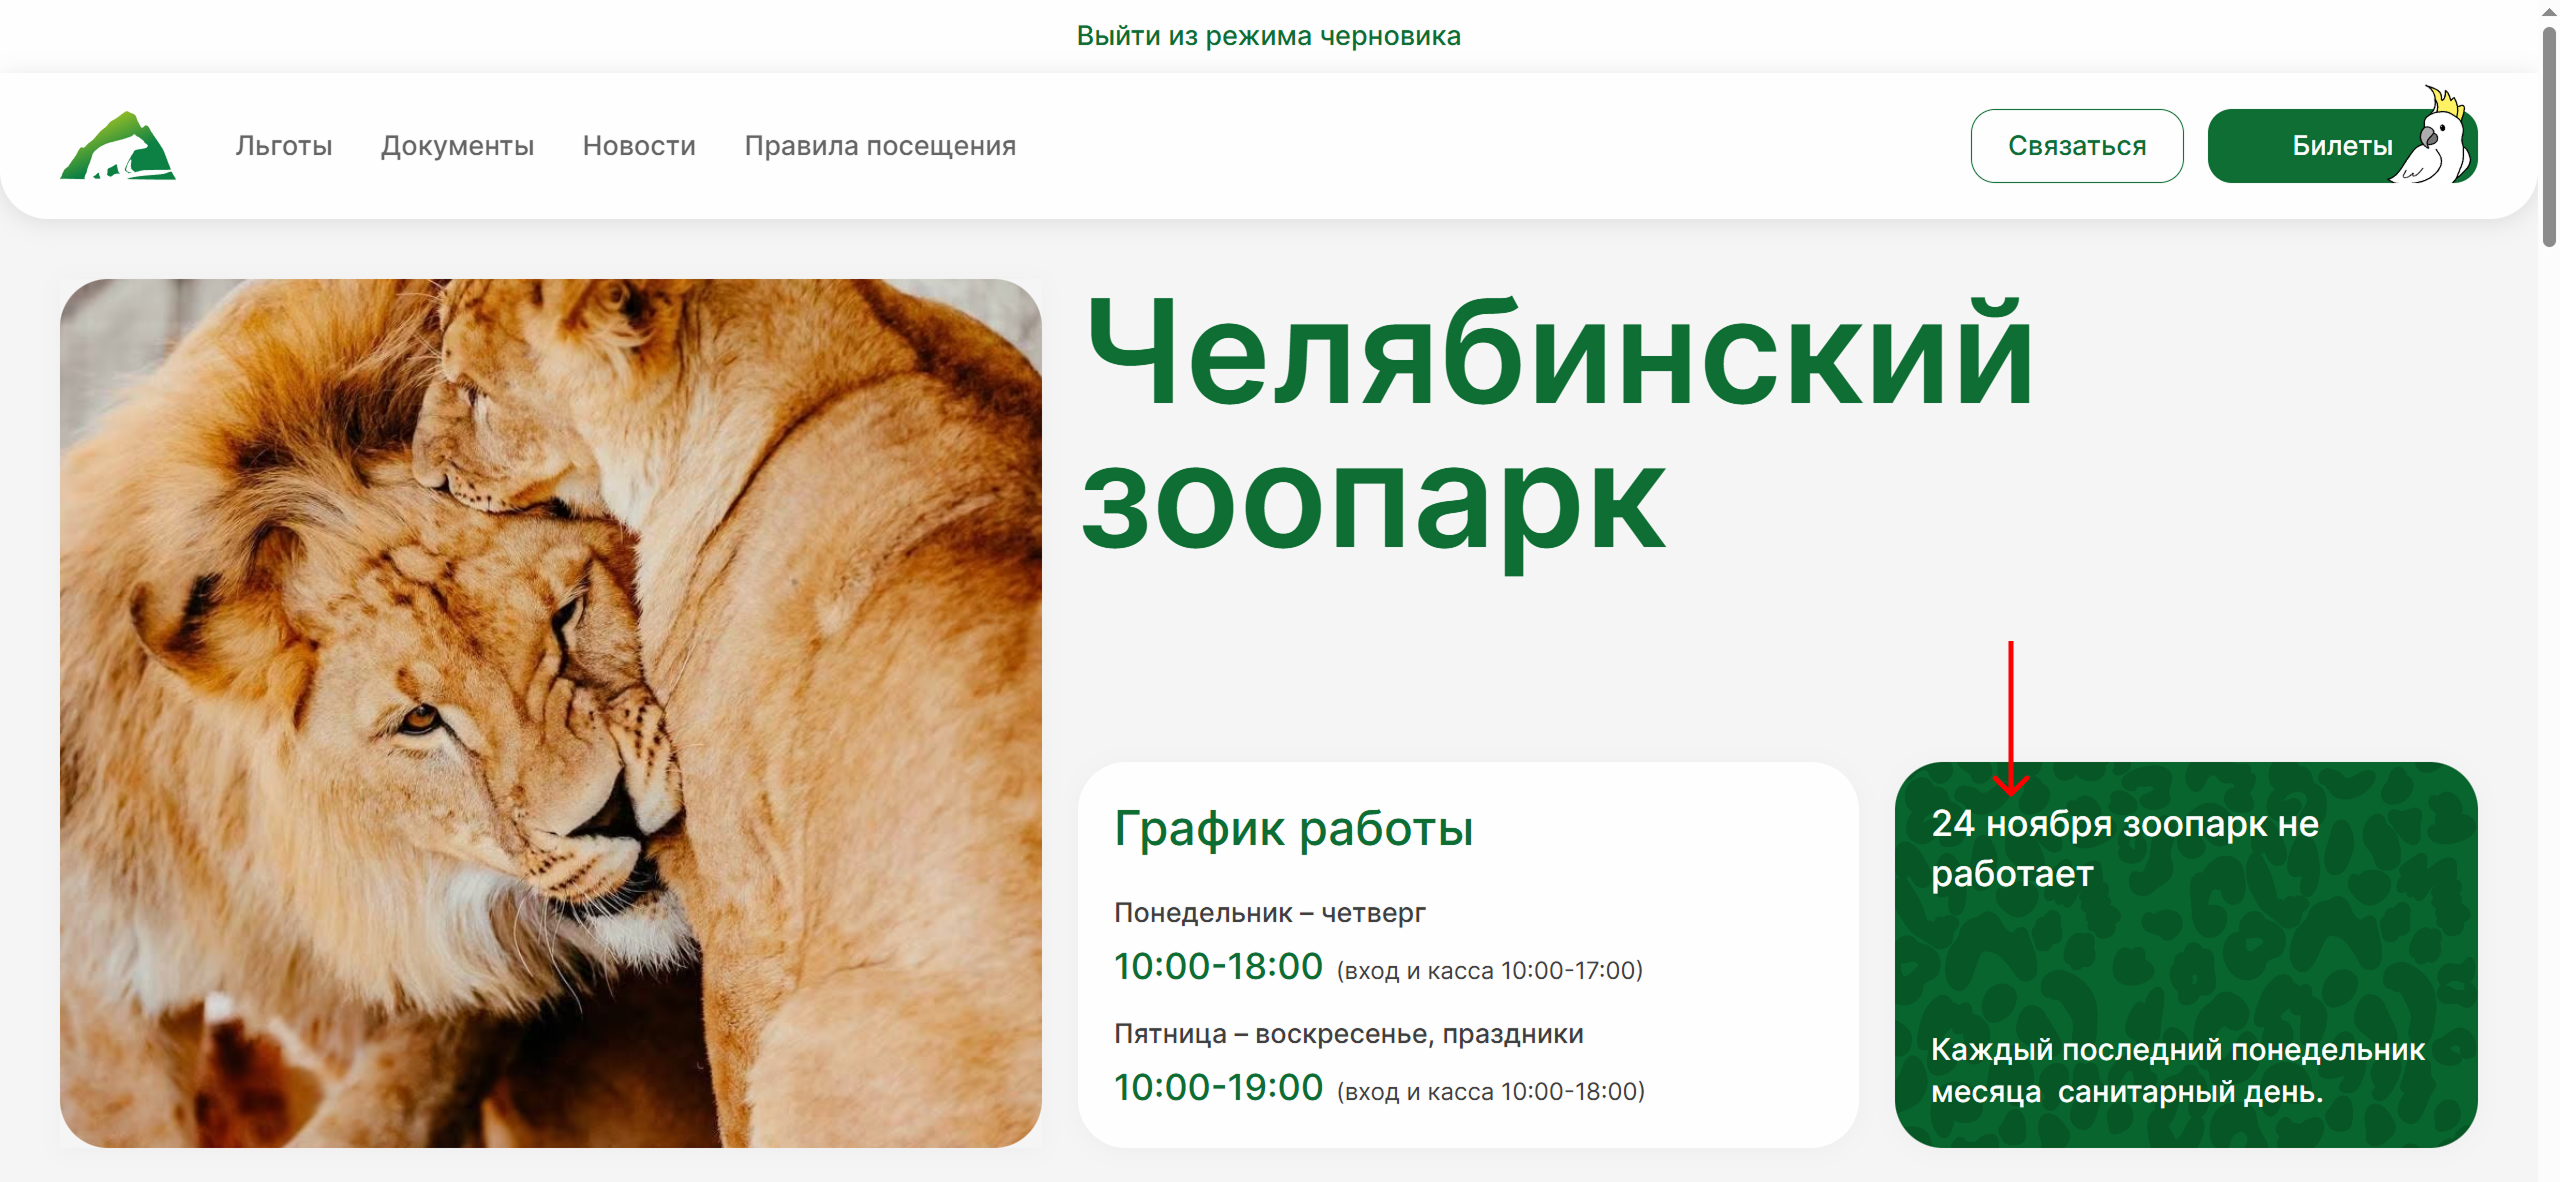 Выйти из режима черновика
Льготы
Документы
Новости
Правила посещения
Связаться
Билеты
Челябинский
зоопарк
График работы
Понедельник – четверг
10:00-18:00 (вход и касса 10:00-17:00)
Пятница – воскресенье, праздники
10:00-19:00 (вход и касса 10:00-18:00)
24 ноября зоопарк не
работает
Каждый последний понедельник
месяца  санитарный день.